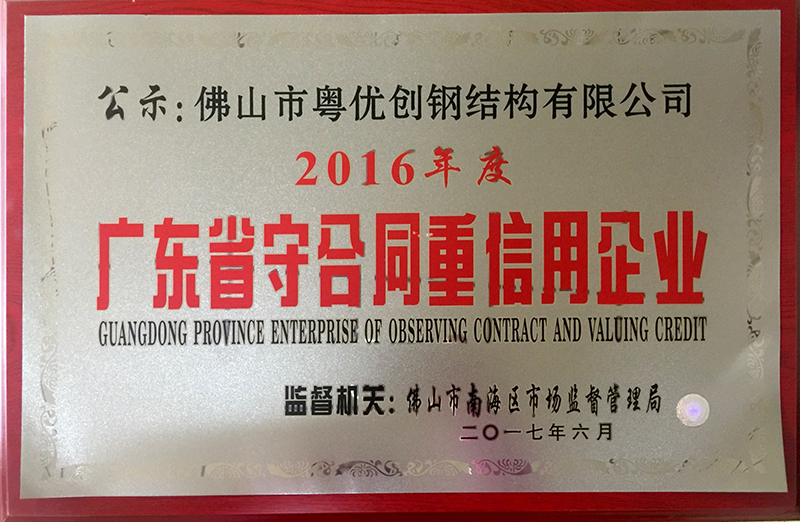 公示:佛山市粤优创钢结构有限公司
2016年度
广东省守合同重信用企业
GUANGDONG PROVINCE ENTERPRISE OF OBSERVING CONTRACT AND VALUING CREDIT
监督机关:佛山市南海区市场监督管理局
二〇一七年六月